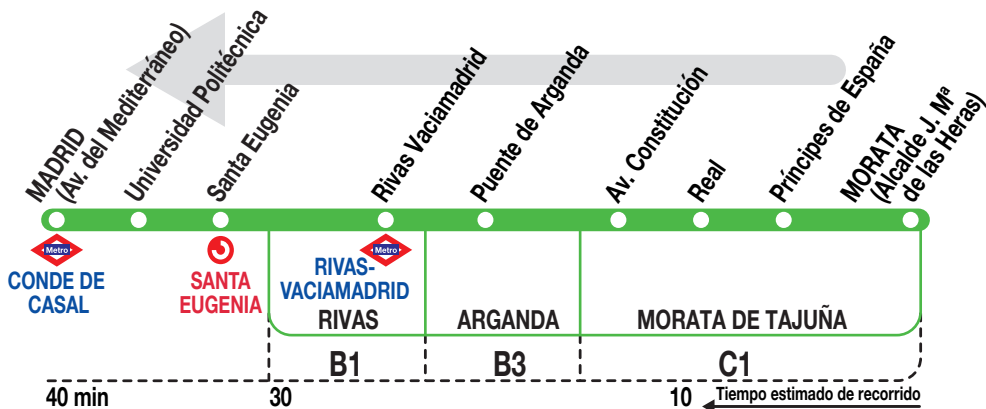 MADRID
(Av. del Mediterráneo)
Universidad Politécnica
Santa Eugenia
Rivas Vaciamadrid
Puente de Arganda
Av. Constitución
Real
Príncipes de España
MORATA
(Alcalde J. Mª
de las Heras)
Metro
CONDE DE
CASAL
SANTA
EUGENIA
Metro
RIVAS-
VACIAMADRID
RIVAS
ARGANDA
MORATA DE TAJUÑA
B1
B3
C1
40 min
30
10
Tiempo estimado de recorrido